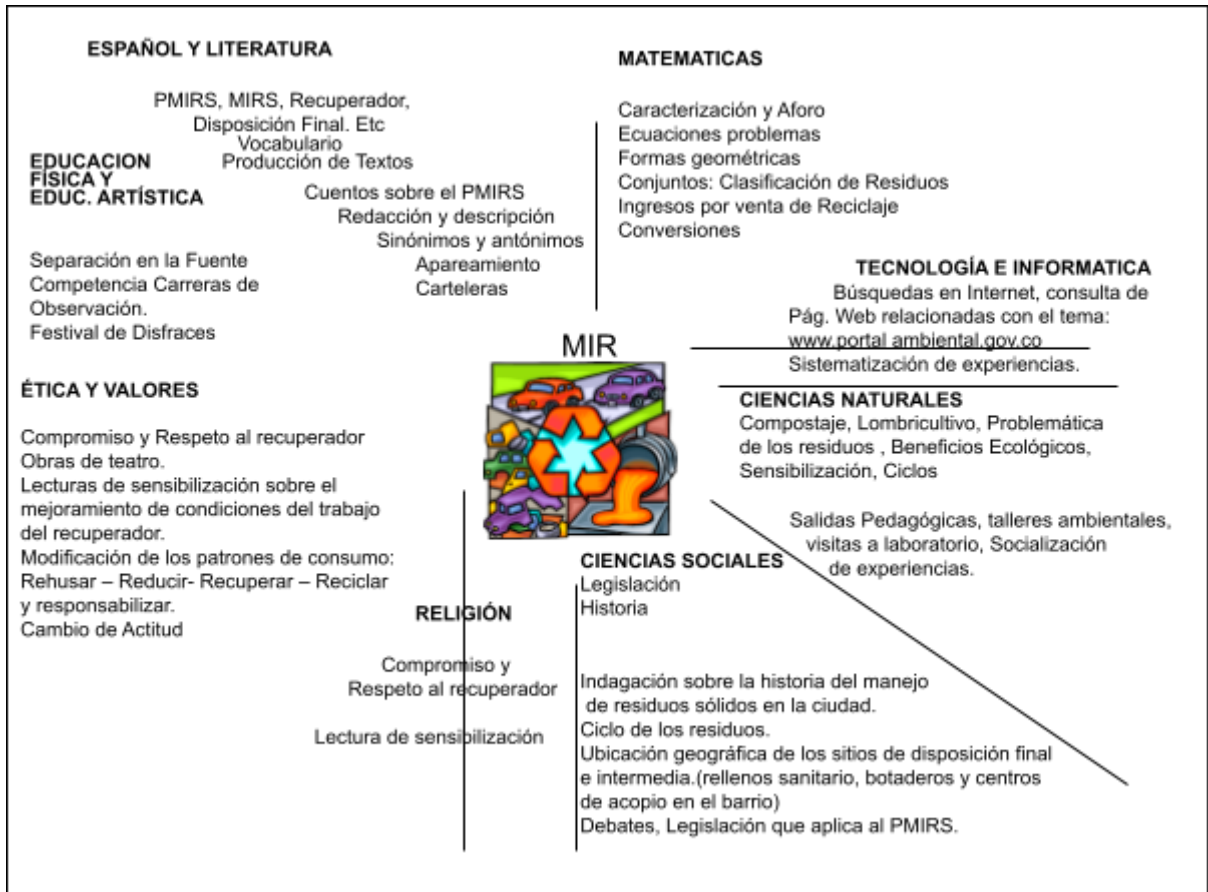 ESPAÑOL Y LITERATURA
PMIRS, MIRS, Recuperador,
Disposición Final. Etc
Vocabulario
Producción de Textos
Cuentos sobre el PMIRS
Redacción y descripción
Sinónimos y antónimos
Apareamiento
Carteleras
MATEMATICAS
Caracterización y Aforo
Ecuaciones problemas
Formas geométricas
Conjuntos: Clasificación de Residuos
Ingresos por venta de Reciclaje
Conversiones
EDUCACION
FÍSICA Y
EDUC. ARTÍSTICA
Separación en la Fuente
Competencia Carreras de
Observación.
Festival de Disfraces
TECNOLOGÍA E INFORMATICA
Búsquedas en Internet, consulta de
Pág. Web relacionadas con el tema:
www.portal ambiental.gov.co
Sistematización de experiencias.
MIR
ÉTICA Y VALORES
Compromiso y Respeto al recuperador
Obras de teatro.
Lecturas de sensibilización sobre el
mejoramiento de condiciones del trabajo
del recuperador.
Modificación de los patrones de consumo:
Rehusar – Reducir- Recuperar – Reciclar
y responsabilizar.
Cambio de Actitud
CIENCIAS NATURALES
Compostaje, Lombricultivo, Problemática
de los residuos , Beneficios Ecológicos,
Sensibilización, Ciclos
Salidas Pedagógicas, talleres ambientales,
visitas a laboratorio, Socialización
de experiencias.
RELIGIÓN
Compromiso y
Respeto al recuperador
Lectura de sensibilización
CIENCIAS SOCIALES
Legislación
Historia
Indagación sobre la historia del manejo
de residuos sólidos en la ciudad.
Ciclo de los residuos.
Ubicación geográfica de los sitios de disposición final
e intermedia.(rellenos sanitario, botaderos y centros
de acopio en el barrio)
Debates, Legislación que aplica al PMIRS.